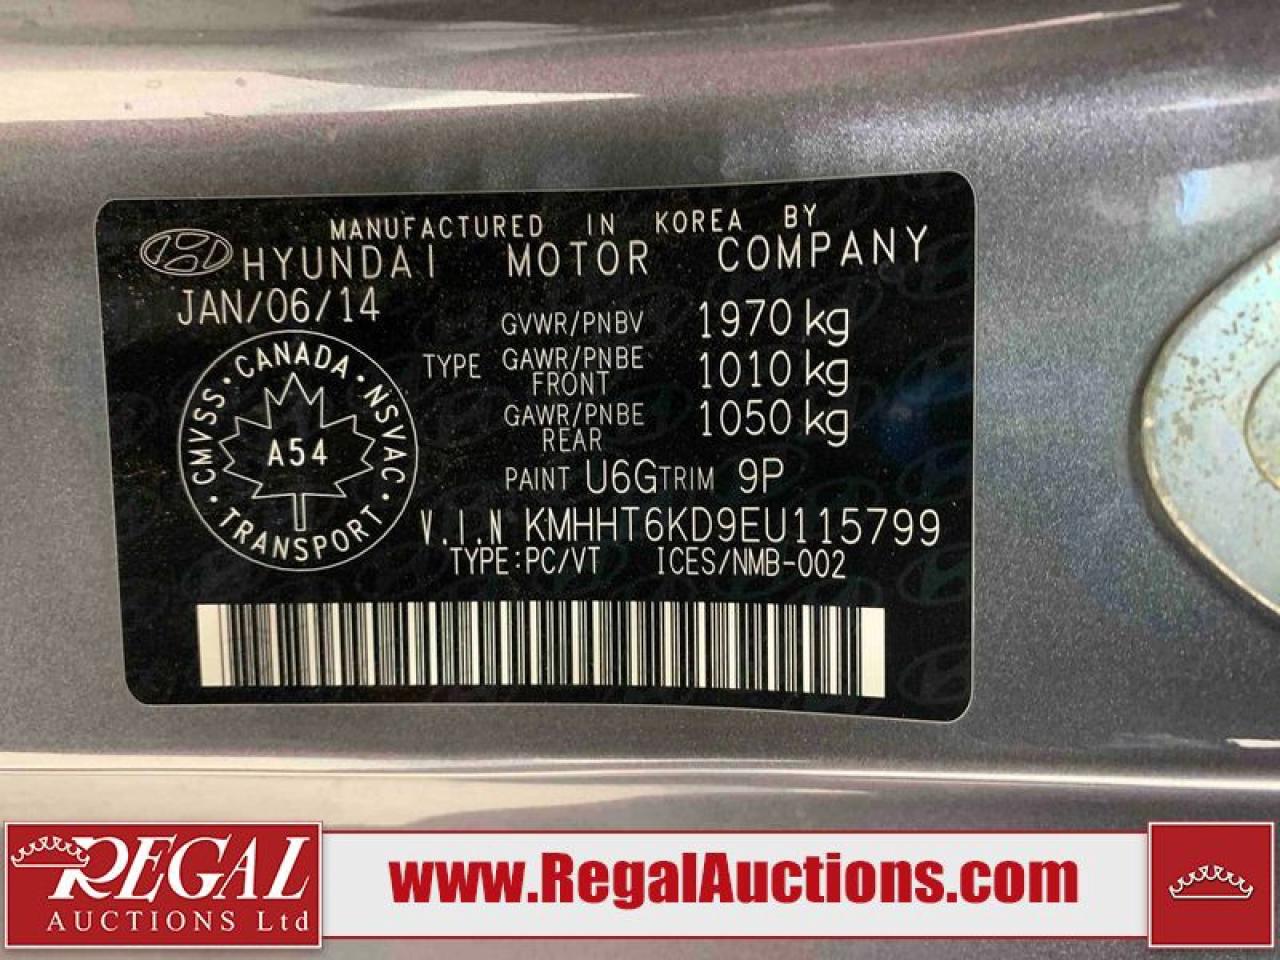 MANUFACTURED IN KOREA BY
HYUNDAI MOTOR COMPANY
JAN/06/14
GVWR/PNBV 1970 kg
TYPE GAWR/PNBE FRONT 1010 kg
GAWR/PNBE REAR 1050 kg
PAINT U6G TRIM 9P
CANADA · NSVAC · TRANSPORT · CMVSS ·
A54
V.I.N KMHHT6KD9EU115799
TYPE:PC/VT ICES/NMB-002
REGAL
AUCTIONS Ltd
www.RegalAuctions.com